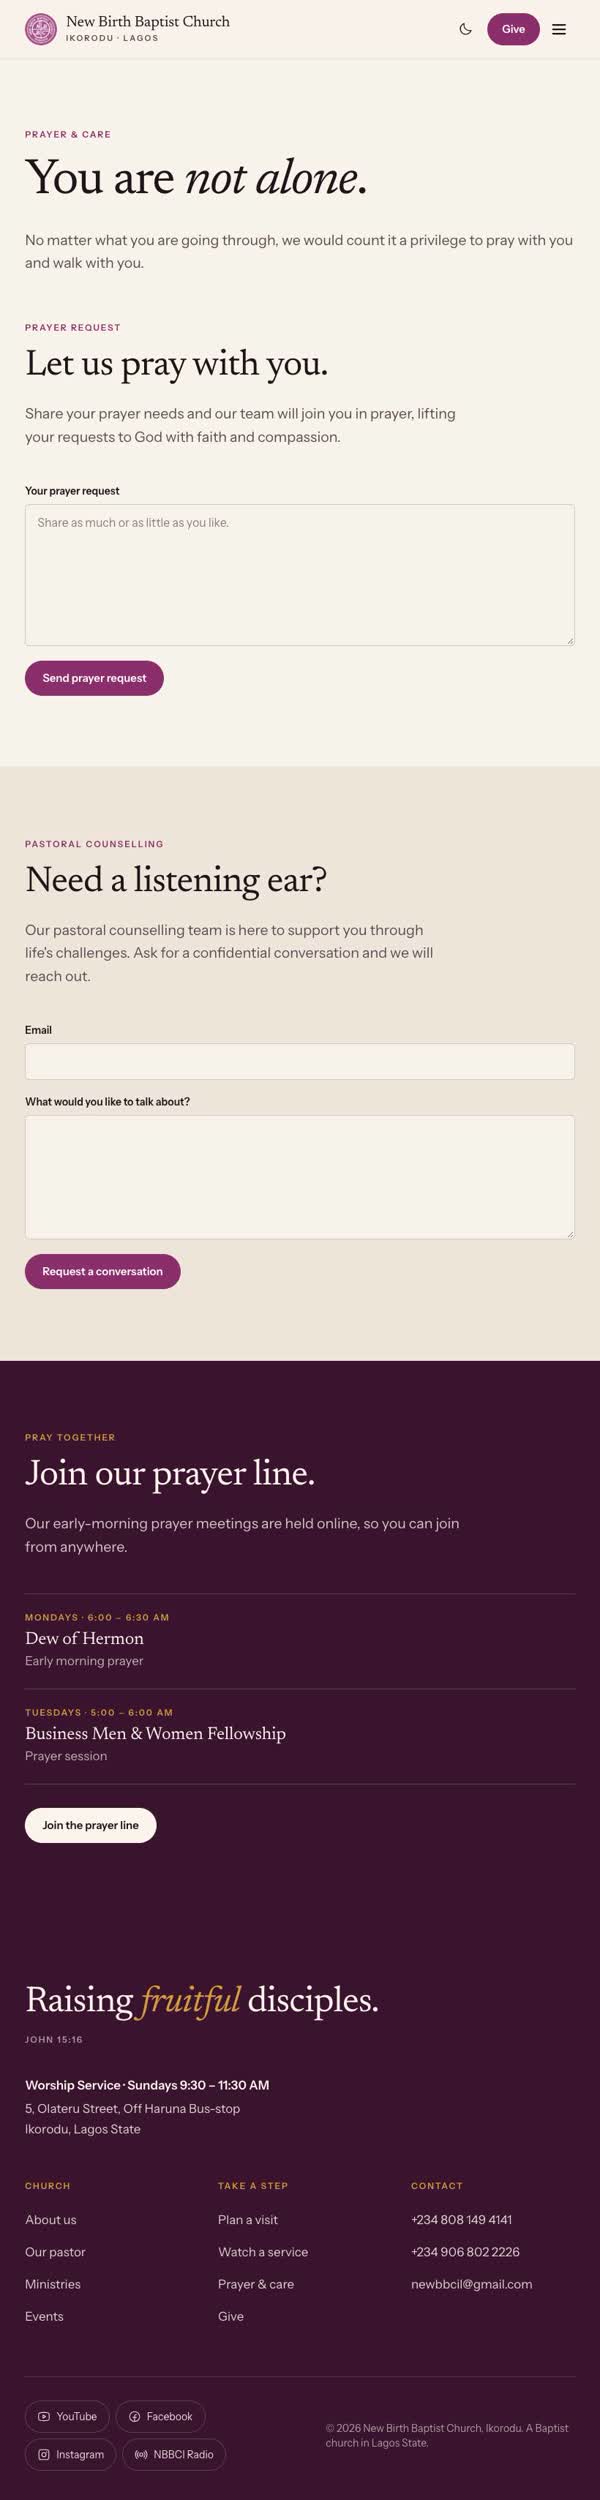 New Birth Baptist Church
IKORODU · LAGOS
Give
PRAYER & CARE
You are not alone.
No matter what you are going through, we would count it a privilege to pray with you
and walk with you.
PRAYER REQUEST
Let us pray with you.
Share your prayer needs and our team will join you in prayer, lifting
your requests to God with faith and compassion.
Your prayer request
Share as much or as little as you like.
Send prayer request
PASTORAL COUNSELLING
Need a listening ear?
Our pastoral counselling team is here to support you through
life's challenges. Ask for a confidential conversation and we will
reach out.
Email
What would you like to talk about?
Request a conversation
PRAY TOGETHER
Join our prayer line.
Our early-morning prayer meetings are held online, so you can join
from anywhere.
MONDAYS · 6:00 – 6:30 AM
Dew of Hermon
Early morning prayer
TUESDAYS · 5:00 – 6:00 AM
Business Men & Women Fellowship
Prayer session
Join the prayer line
Raising fruitful disciples.
JOHN 15:16
Worship Service · Sundays 9:30 – 11:30 AM
5, Olateru Street, Off Haruna Bus-stop
Ikorodu, Lagos State
CHURCH
About us
Our pastor
Ministries
Events
TAKE A STEP
Plan a visit
Watch a service
Prayer & care
Give
CONTACT
+234 808 149 4141
+234 906 802 2226
newbbcil@gmail.com
YouTube
Facebook
Instagram
NBBCI Radio
© 2026 New Birth Baptist Church, Ikorodu. A Baptist
church in Lagos State.